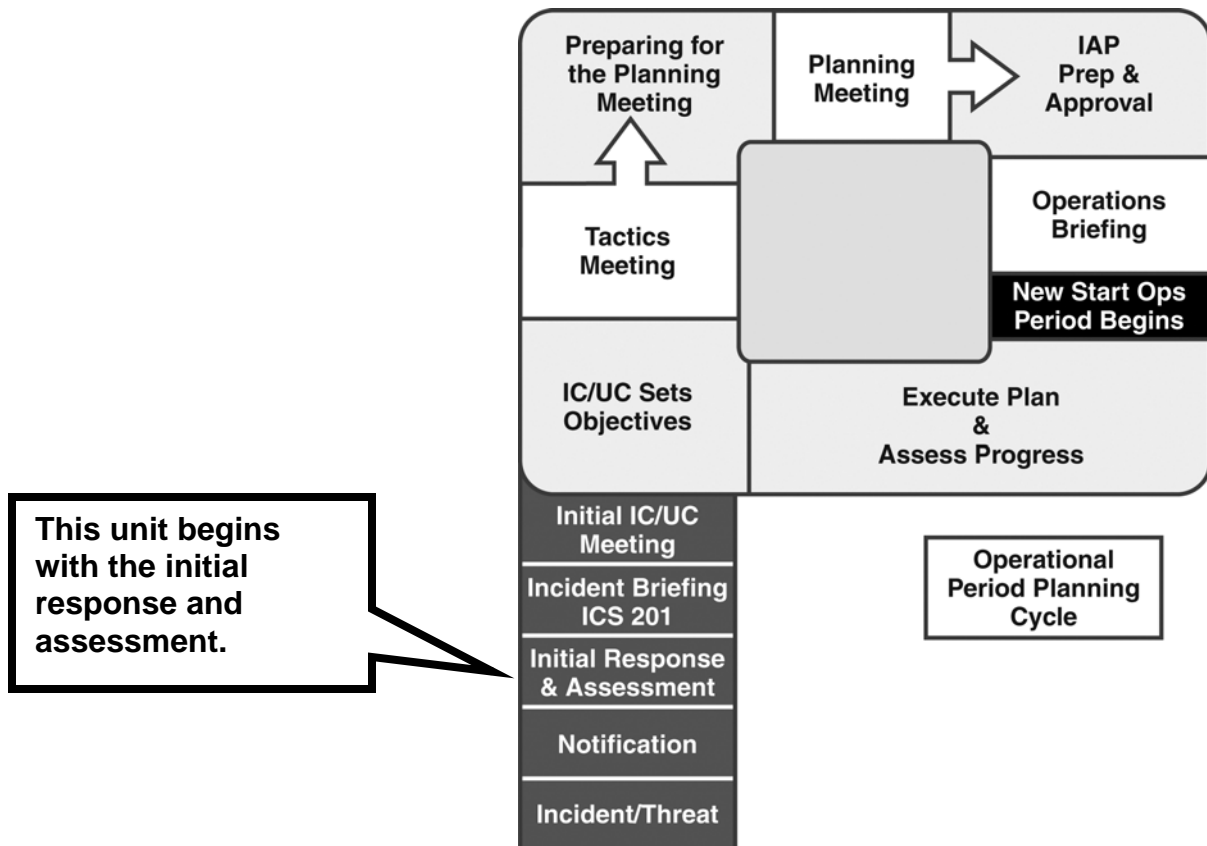 Preparing for
the Planning
Meeting
Planning
Meeting
IAP
Prep &
Approval
Tactics
Meeting
Operations
Briefing
New Start Ops
Period Begins
IC/UC Sets
Objectives
Execute Plan
&
Assess Progress
This unit begins
with the initial
response and
assessment.
Initial IC/UC
Meeting
Incident Briefing
ICS 201
Initial Response
& Assessment
Notification
Incident/Threat
Operational
Period Planning
Cycle